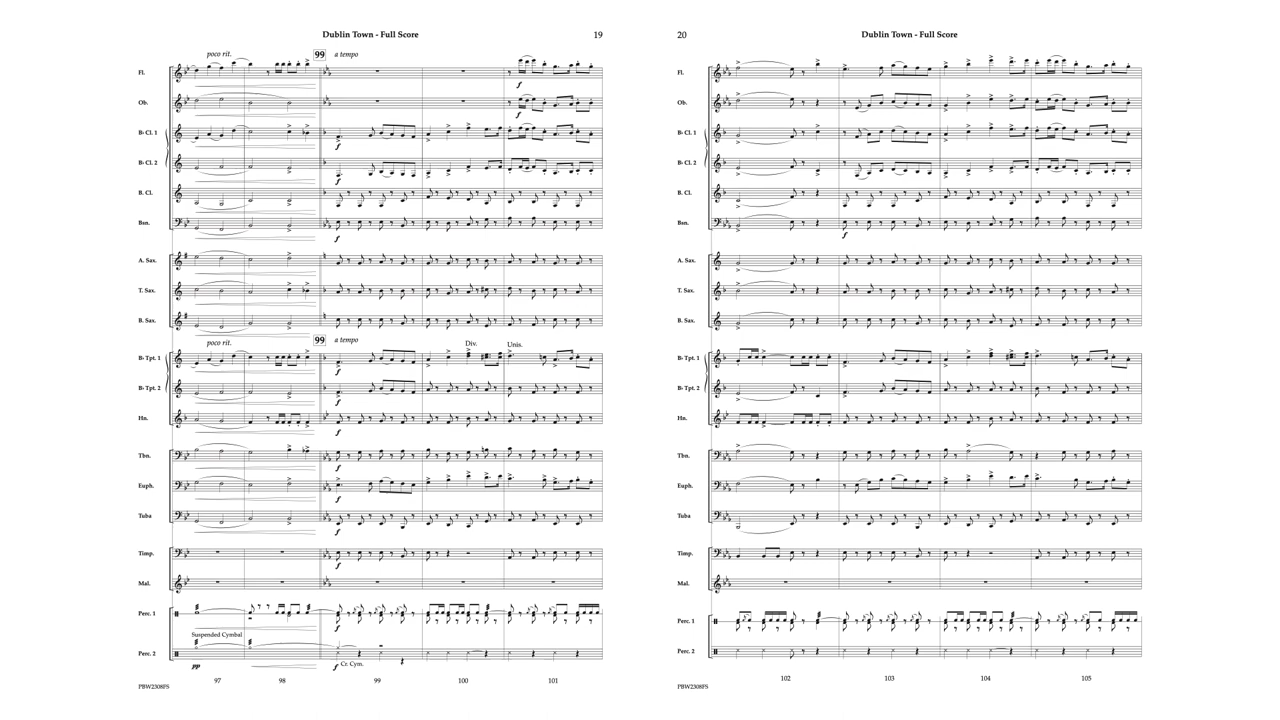 Dublin Town - Full Score
19
poco rit.
99
a tempo
Fl.
f
Ob.
f
B♭ Cl. 1
f
B♭ Cl. 2
f
B. Cl.
f
Bsn.
f
A. Sax.
f
T. Sax.
f
B. Sax.
f
poco rit.
99
a tempo
Div.
Unis.
B♭ Tpt. 1
f
B♭ Tpt. 2
f
Hn.
f
Tbn.
f
Euph.
f
Tuba
f
Timp.
f
Mal.
Perc. 1
f
Suspended Cymbal
Perc. 2
pp
f
Cr. Cym.
97
98
99
100
101
PBW2308FS
20
Dublin Town - Full Score
Fl.
Ob.
B♭ Cl. 1
B♭ Cl. 2
B. Cl.
Bsn.
f
A. Sax.
T. Sax.
B. Sax.
B♭ Tpt. 1
B♭ Tpt. 2
Hn.
Tbn.
Euph.
Tuba
Timp.
Mal.
Perc. 1
Perc. 2
102
103
104
105
PBW2308FS